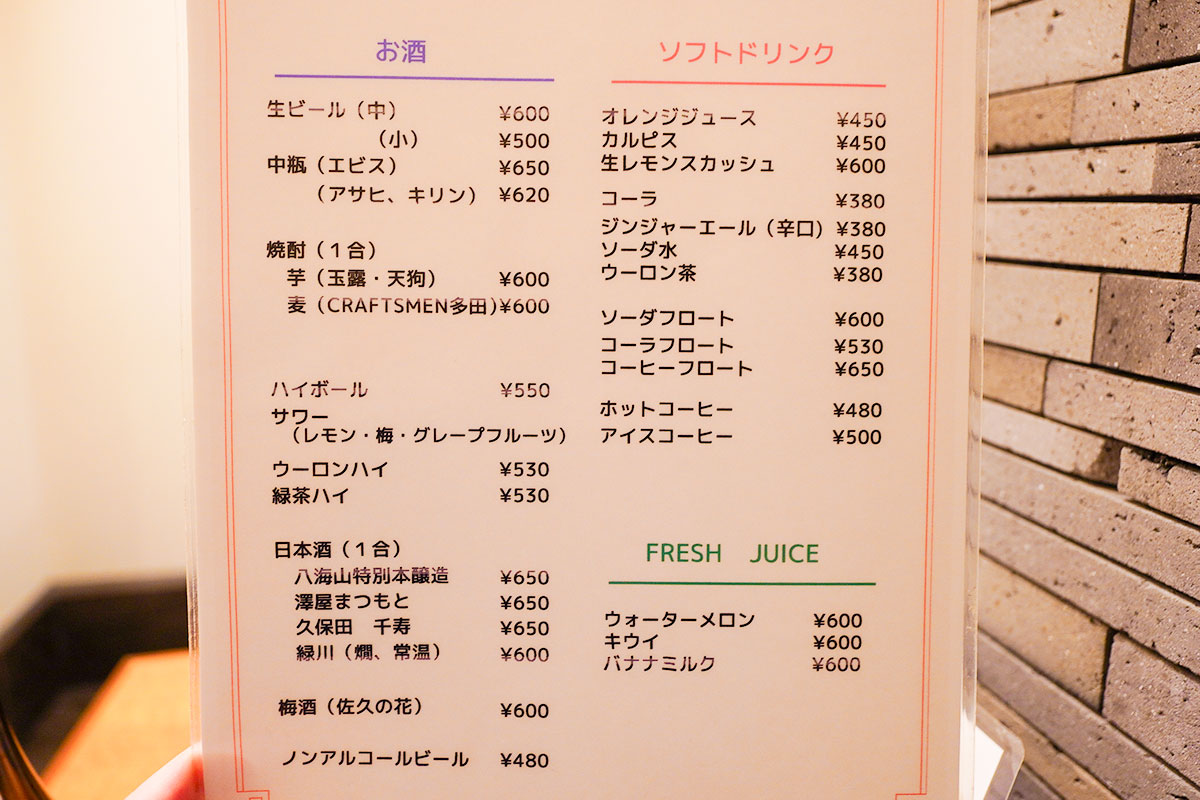 お酒
生ビール（中） ¥600
（小） ¥500
中瓶（エビス） ¥650
（アサヒ、キリン） ¥620
焼酎（１合）
芋（玉露・天狗） ¥600
麦（CRAFTSMEN多田）¥600
ハイボール ¥550
サワー
（レモン・梅・グレープフルーツ）
ウーロンハイ ¥530
緑茶ハイ ¥530
日本酒（１合）
八海山特別本醸造 ¥650
澤屋まつもと ¥650
久保田　千寿 ¥650
緑川（燗、常温） ¥600
梅酒（佐久の花） ¥600
ノンアルコールビール ¥480
ソフトドリンク
オレンジジュース ¥450
カルピス ¥450
生レモンスカッシュ ¥600
コーラ ¥380
ジンジャーエール（辛口) ¥380
ソーダ水 ¥450
ウーロン茶 ¥380
ソーダフロート ¥600
コーラフロート ¥530
コーヒーフロート ¥650
ホットコーヒー ¥480
アイスコーヒー ¥500
FRESH　JUICE
ウォーターメロン ¥600
キウイ ¥600
バナナミルク ¥600